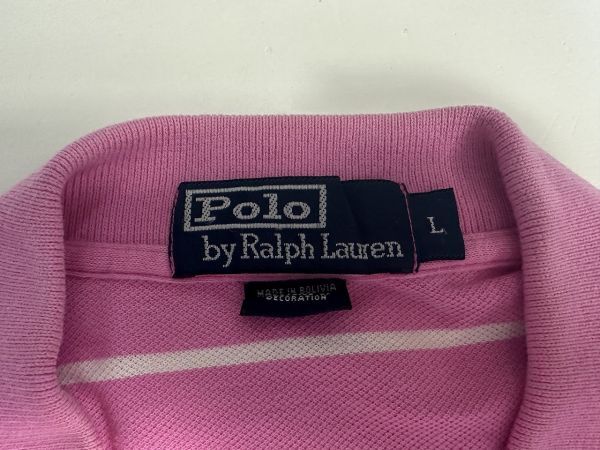 Polo
by Ralph Lauren
L
MADE IN BOLIVIA
DECORATION